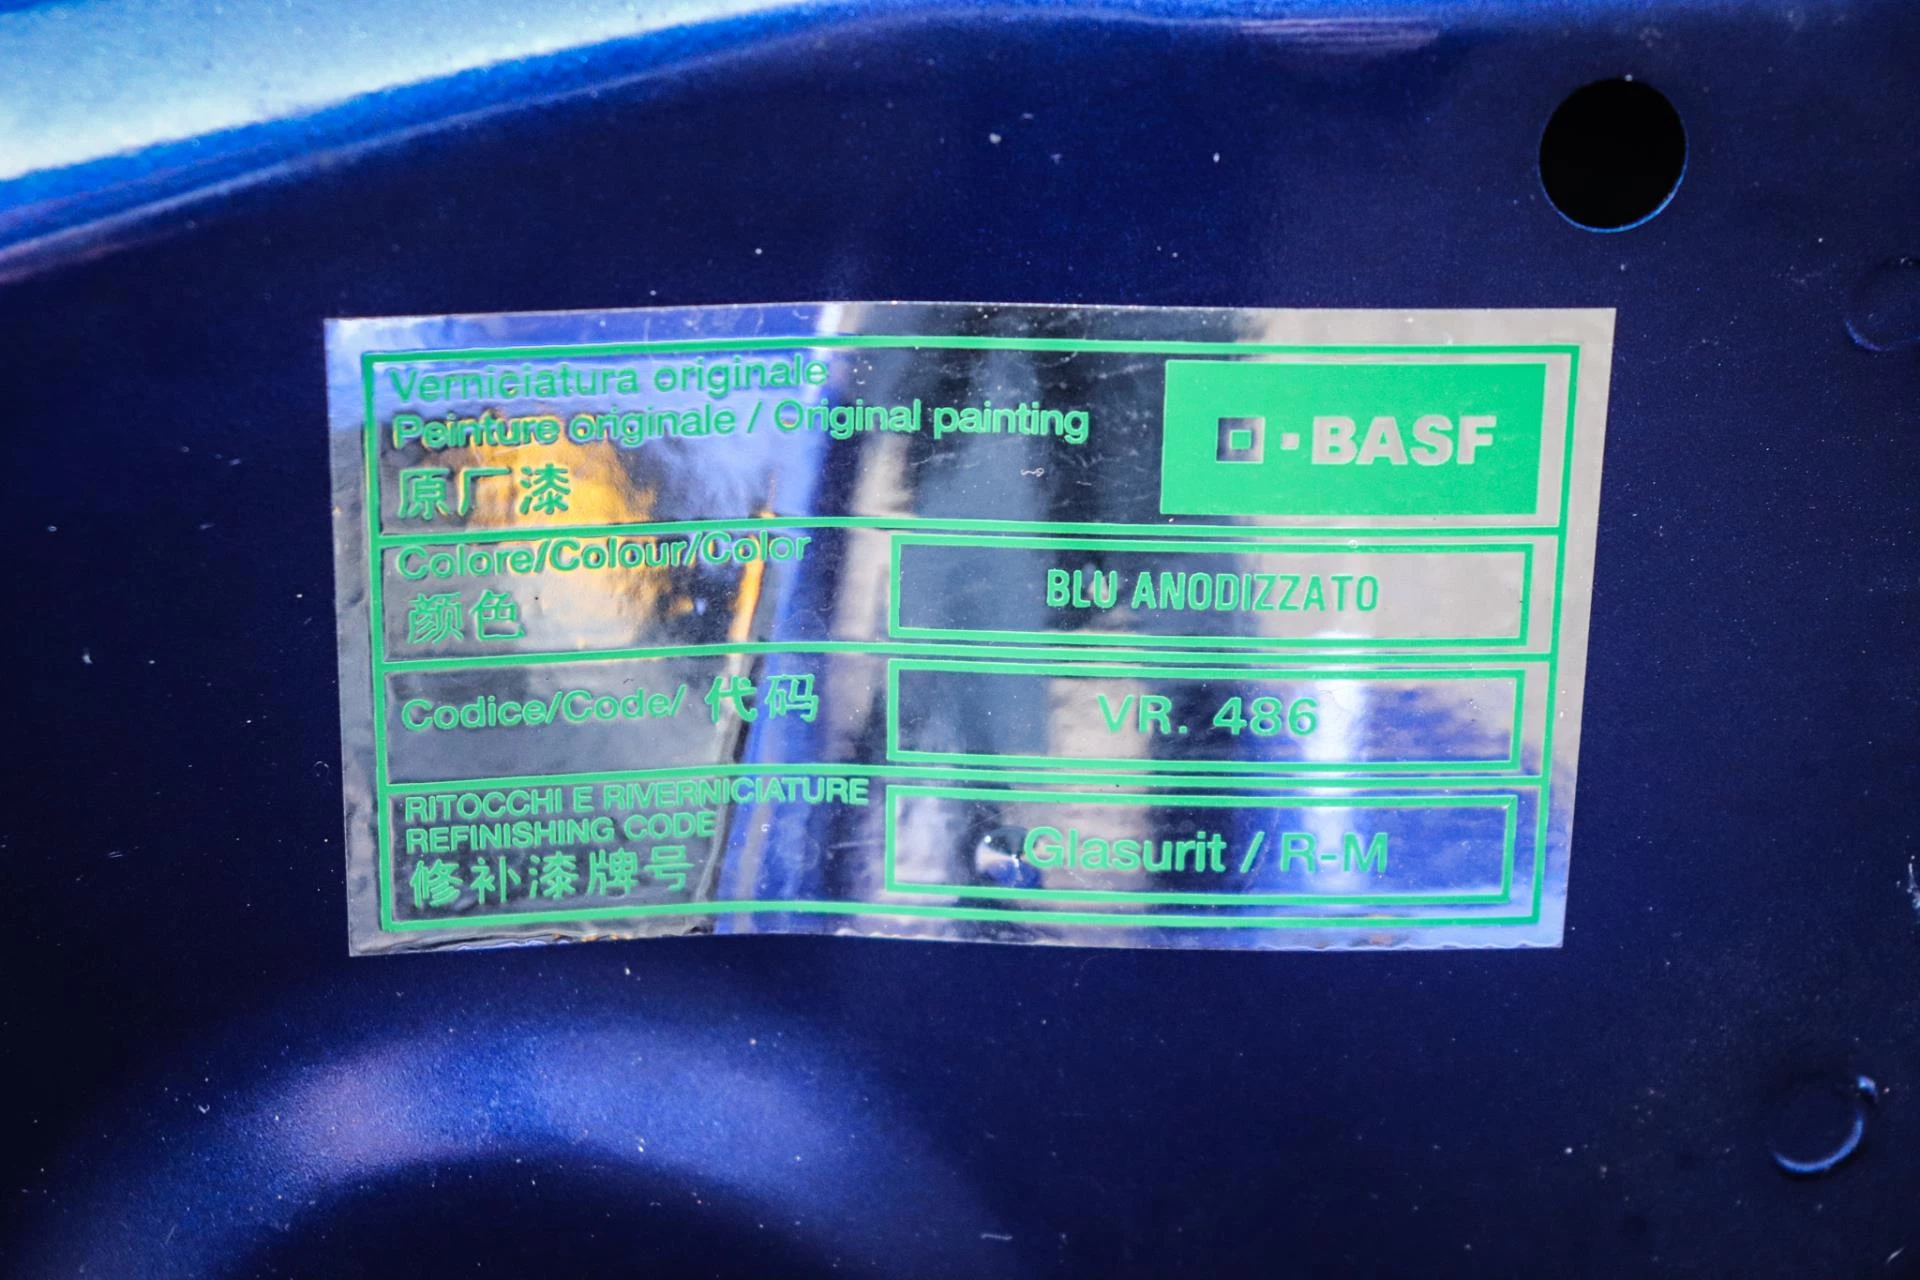 Verniciatura originale
Peinture originale / Original painting
原厂漆
BASF
Colore/Colour/Color
颜色
BLU ANODIZZATO
Codice/Code/ 代码
VR. 486
RITOCCHI E RIVERNICIATURE
REFINISHING CODE
修补漆牌号
Glasurit / R-M